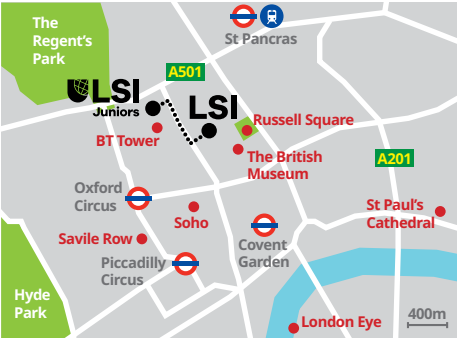 The
Regent's
Park
St Pancras
A501
LSI
Juniors
LSI
Russell Square
BT Tower
The British
Museum
A201
Oxford
Circus
Soho
St Paul's
Cathedral
Savile Row
Covent
Garden
Piccadilly
Circus
Hyde
Park
London Eye
400m